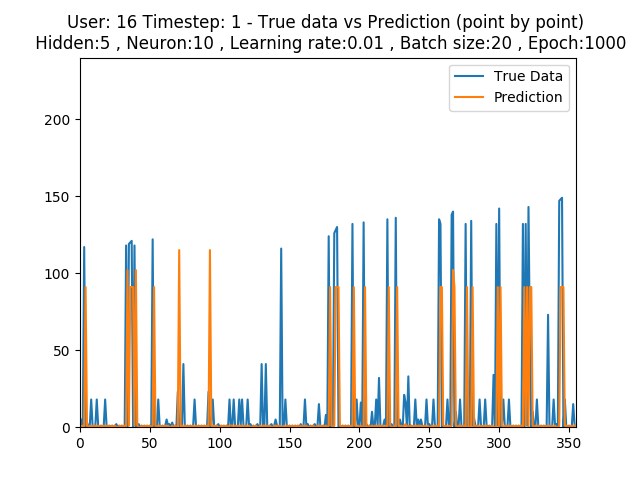 User: 16 Timestep: 1 - True data vs Prediction (point by point)
Hidden:5 , Neuron:10 , Learning rate:0.01 , Batch size:20 , Epoch:1000
True Data
Prediction
200
150
100
50
0
0 50 100 150 200 250 300 350